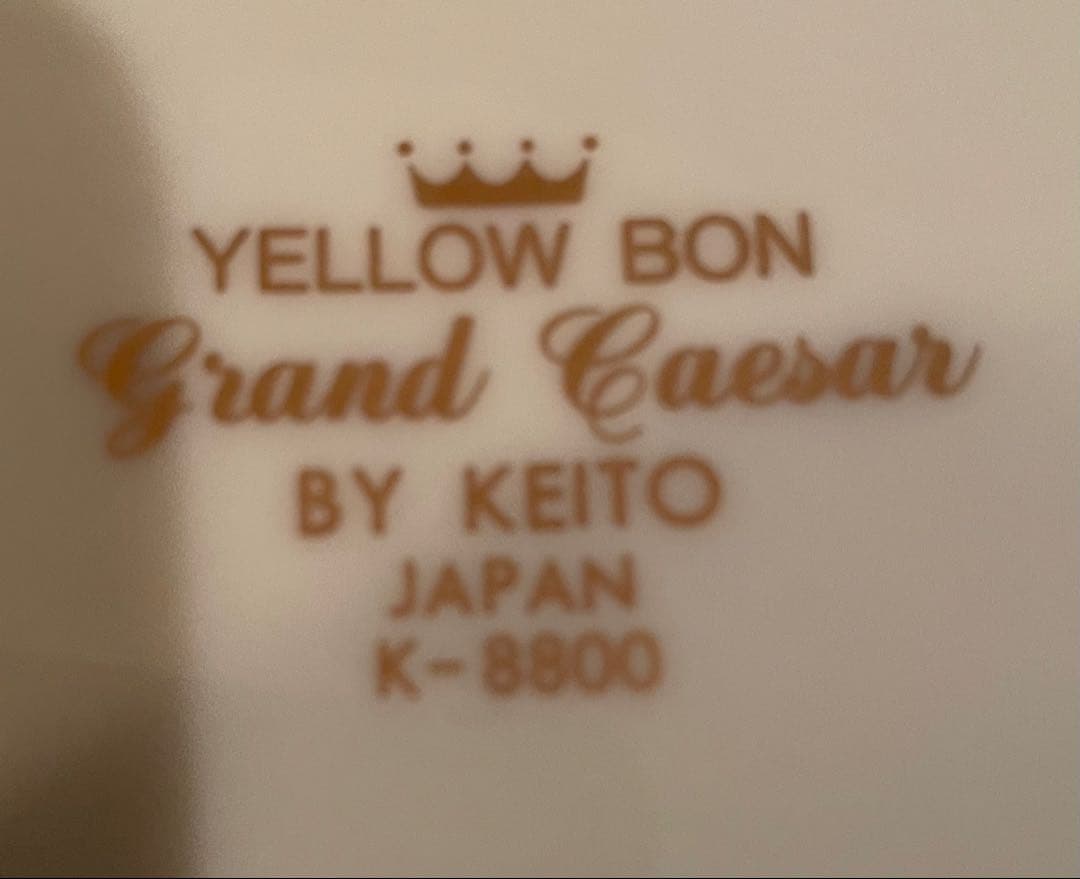 YELLOW BON
Grand Caesar
BY KEITO
JAPAN
K-8800